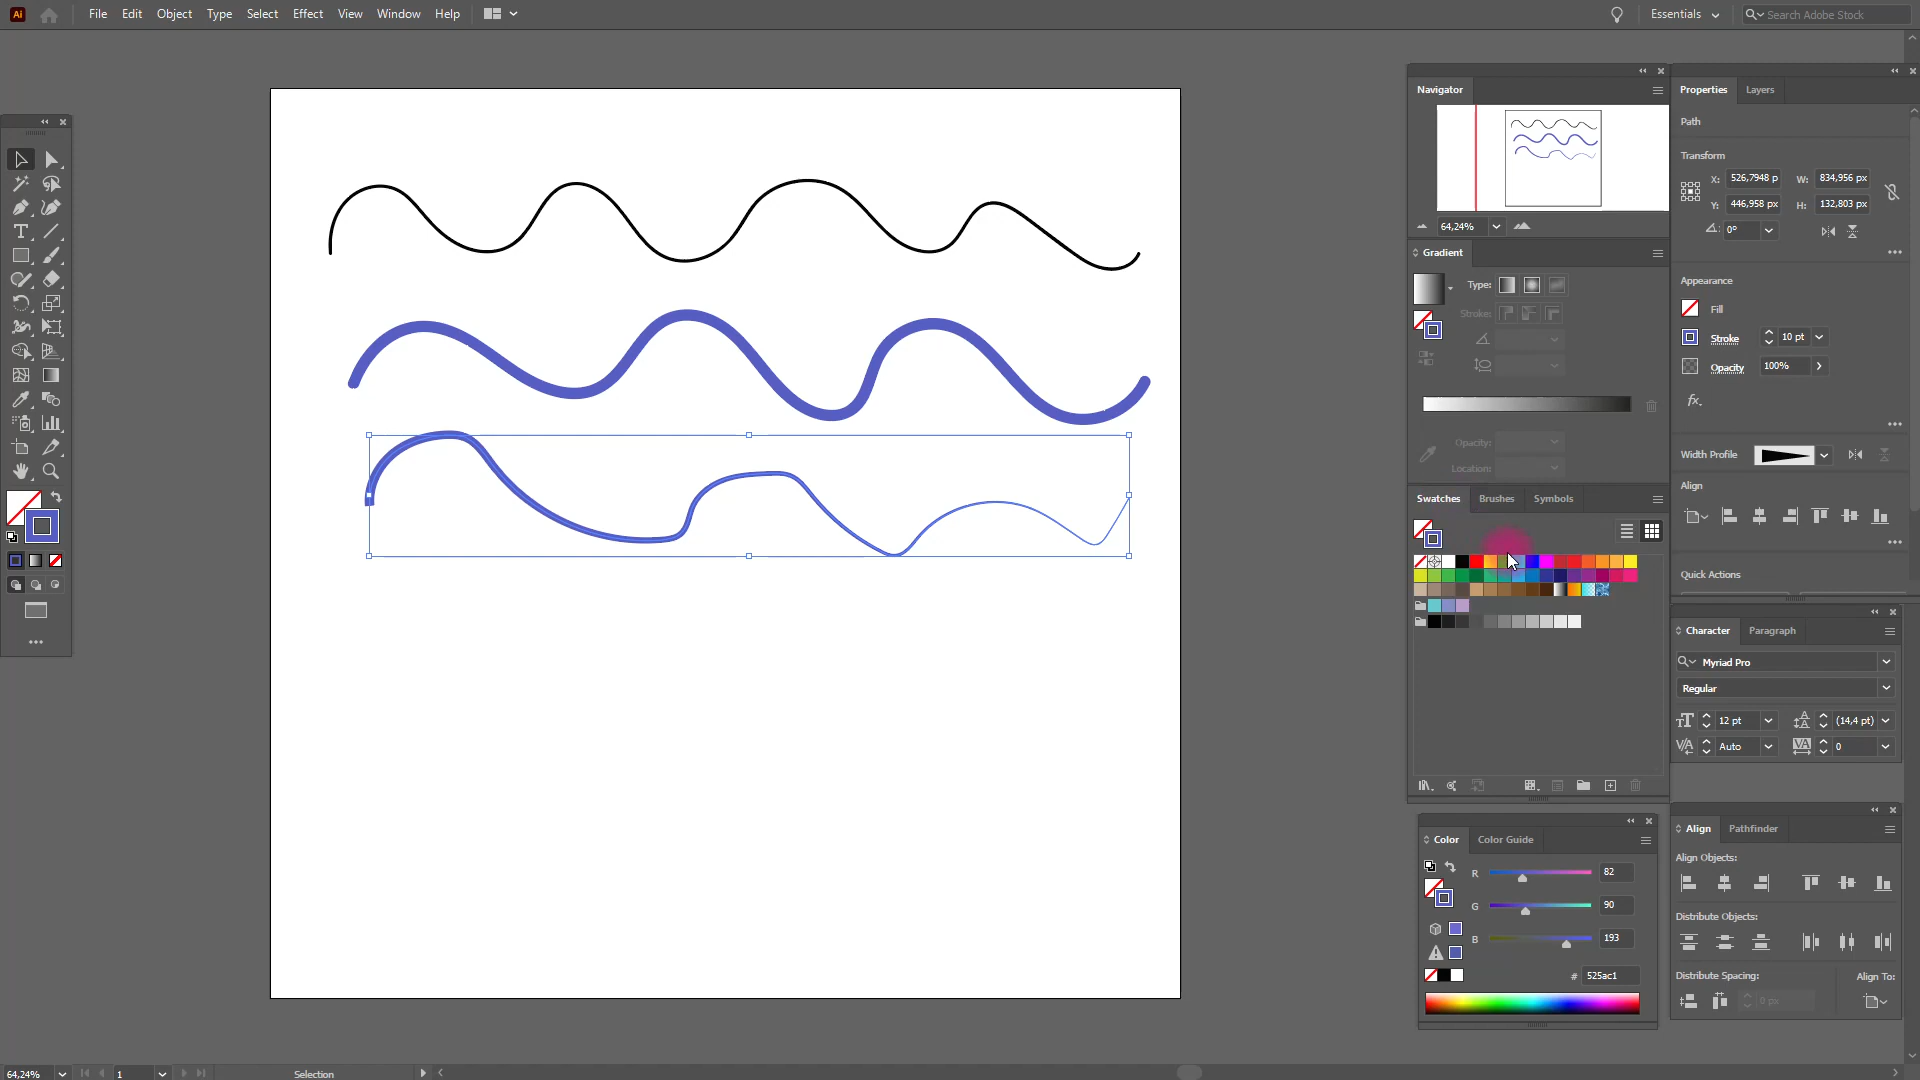 Ai File Edit Object Type Select Effect View Window Help Essentials Search Adobe Stock
Navigator
64,24%
Gradient
Type:
Stroke:
Opacity:
Location:
Swatches Brushes Symbols
Color Color Guide
R 82
G 90
B 193
# 525ac1
Properties Layers
Path
Transform
X: 526,7948 p W: 834,956 px
Y: 446,958 px H: 132,803 px
0°
Appearance
Fill
Stroke 10 pt
Opacity 100%
fx.
Width Profile
Align
Quick Actions
Character Paragraph
Myriad Pro
Regular
12 pt (14,4 pt)
Auto 0
Align Pathfinder
Align Objects:
Distribute Objects:
Distribute Spacing: Align To:
0 px
64,24% 1 Selection